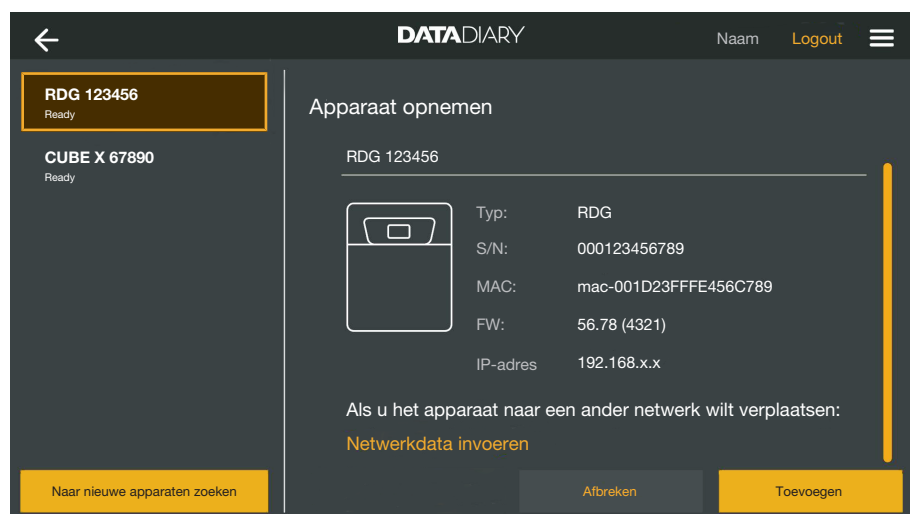 DATADIARY
Naam
Logout
RDG 123456
Ready
CUBE X 67890
Ready
Naar nieuwe apparaten zoeken
Apparaat opnemen
RDG 123456
Typ: RDG
S/N: 000123456789
MAC: mac-001D23FFFE456C789
FW: 56.78 (4321)
IP-adres 192.168.x.x
Als u het apparaat naar een ander netwerk wilt verplaatsen:
Netwerkdata invoeren
Afbreken
Toevoegen